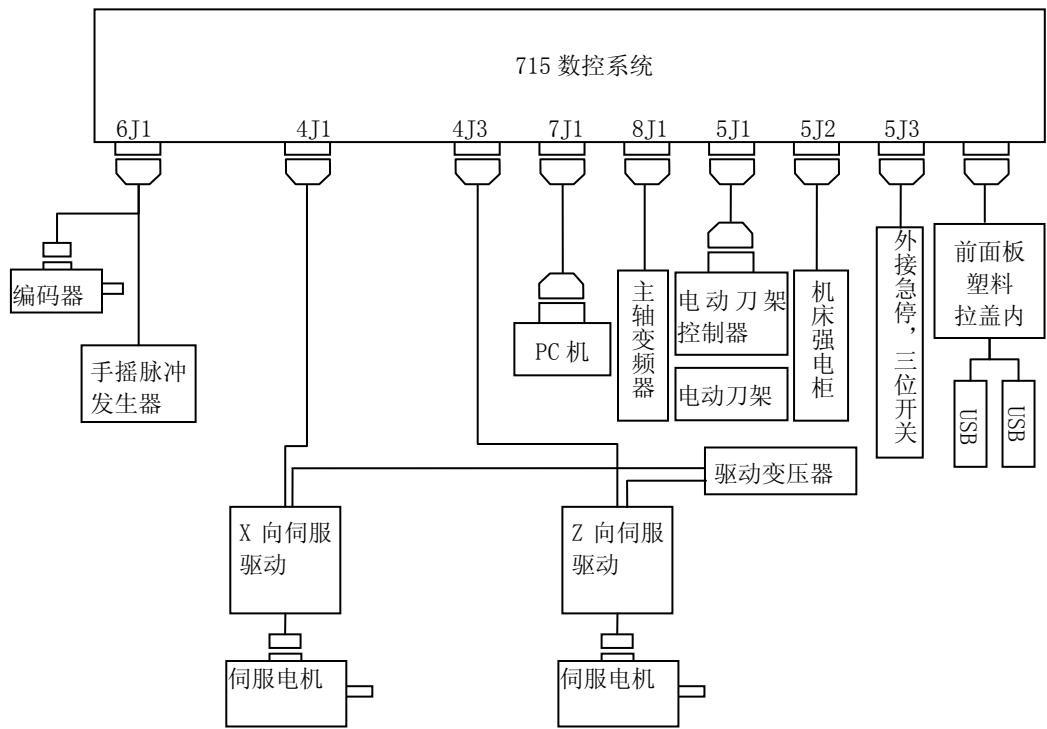 715 数控系统
6J1
4J1
4J3
7J1
8J1
5J1
5J2
5J3
编码器
手摇脉冲
发生器
PC 机
主轴变频器
电动刀架
控制器
电动刀架
机床强电柜
外接急停，三位开关
前面板
塑料
拉盖内
USB
USB
驱动变压器
X 向伺服
驱动
Z 向伺服
驱动
伺服电机
伺服电机